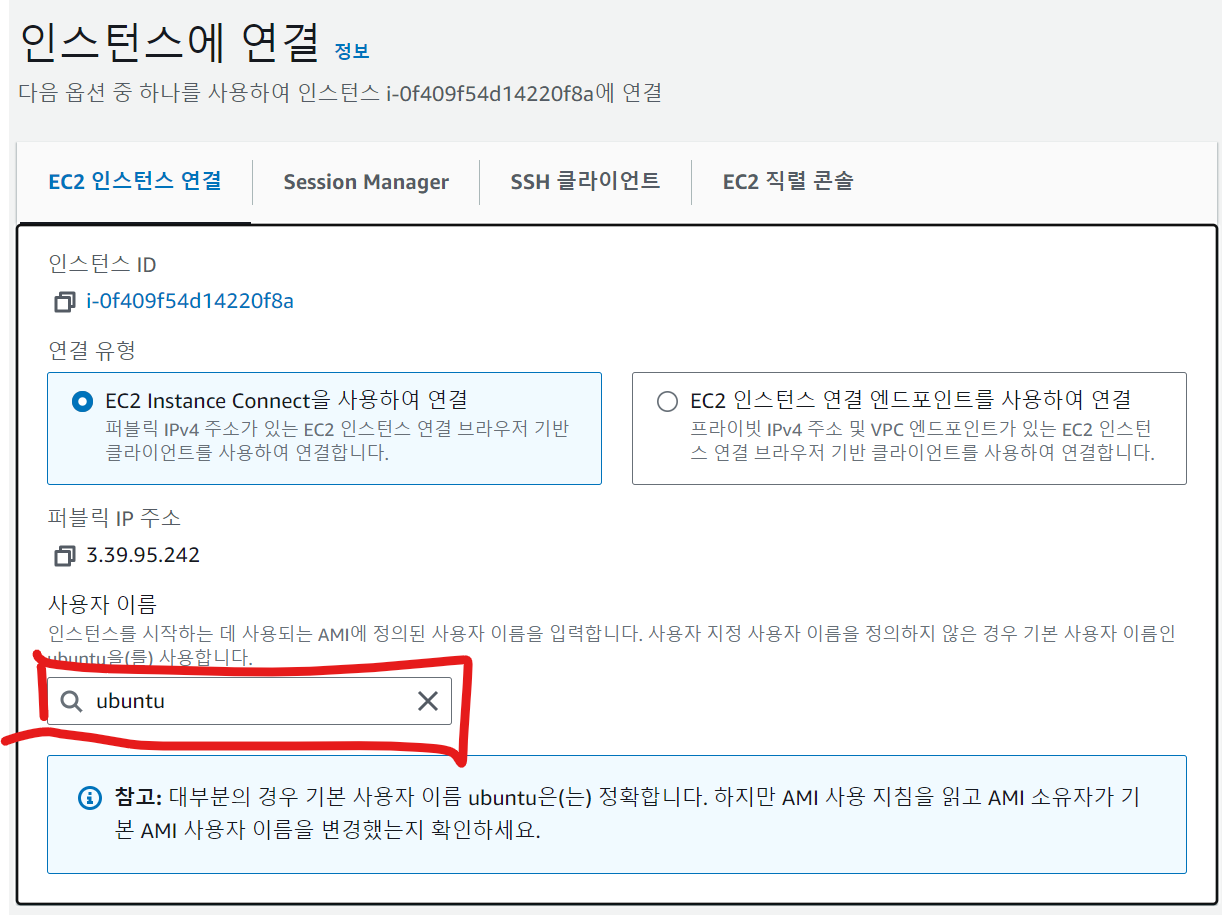 인스턴스에 연결 정보
다음 옵션 중 하나를 사용하여 인스턴스 i-0f409f54d14220f8a에 연결
EC2 인스턴스 연결
Session Manager
SSH 클라이언트
EC2 직렬 콘솔
인스턴스 ID
i-0f409f54d14220f8a
연결 유형
EC2 Instance Connect을 사용하여 연결
퍼블릭 IPv4 주소가 있는 EC2 인스턴스 연결 브라우저 기반
클라이언트를 사용하여 연결합니다.
EC2 인스턴스 연결 엔드포인트를 사용하여 연결
프라이빗 IPv4 주소 및 VPC 엔드포인트가 있는 EC2 인스턴
스 연결 브라우저 기반 클라이언트를 사용하여 연결합니다.
퍼블릭 IP 주소
3.39.95.242
사용자 이름
인스턴스를 시작하는 데 사용되는 AMI에 정의된 사용자 이름을 입력합니다. 사용자 지정 사용자 이름을 정의하지 않은 경우 기본 사용자 이름인
ubuntu을(를) 사용합니다.
ubuntu
참고: 대부분의 경우 기본 사용자 이름 ubuntu은(는) 정확합니다. 하지만 AMI 사용 지침을 읽고 AMI 소유자가 기
본 AMI 사용자 이름을 변경했는지 확인하세요.